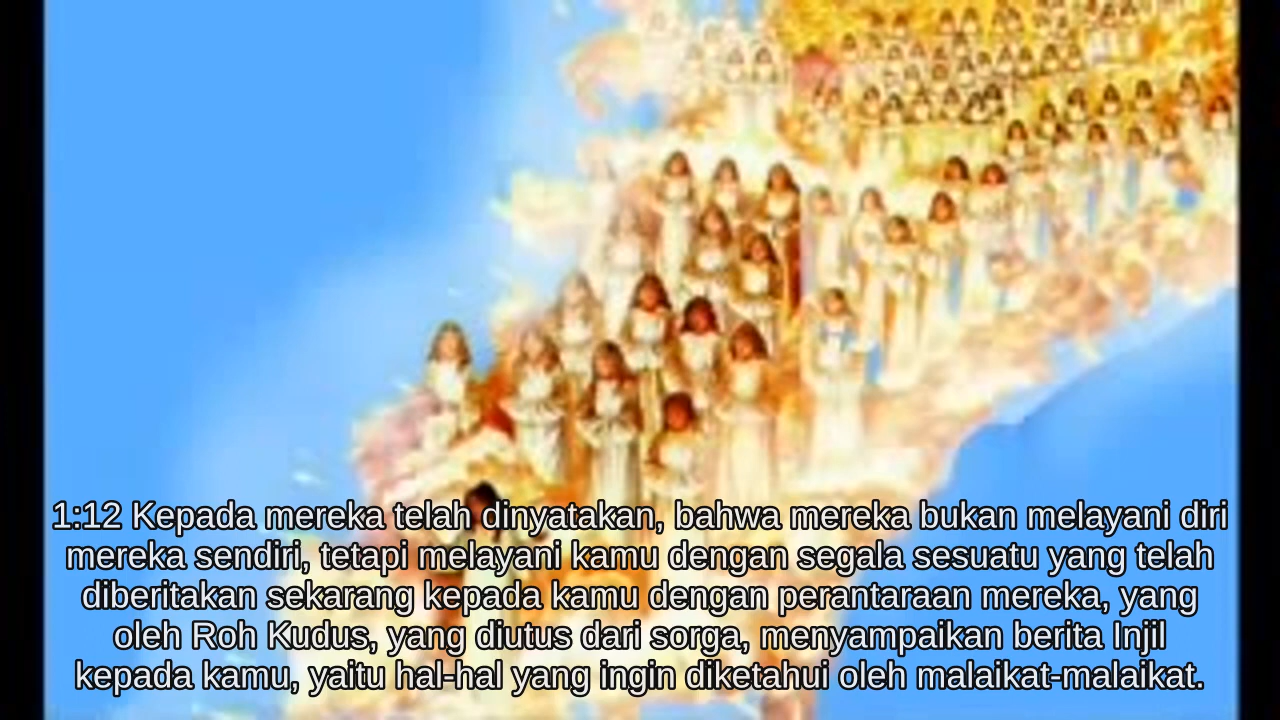 1:12 Kepada mereka telah dinyatakan, bahwa mereka bukan melayani diri
mereka sendiri, tetapi melayani kamu dengan segala sesuatu yang telah
diberitakan sekarang kepada kamu dengan perantaraan mereka, yang
oleh Roh Kudus, yang diutus dari sorga, menyampaikan berita Injil
kepada kamu, yaitu hal-hal yang ingin diketahui oleh malaikat-malaikat.